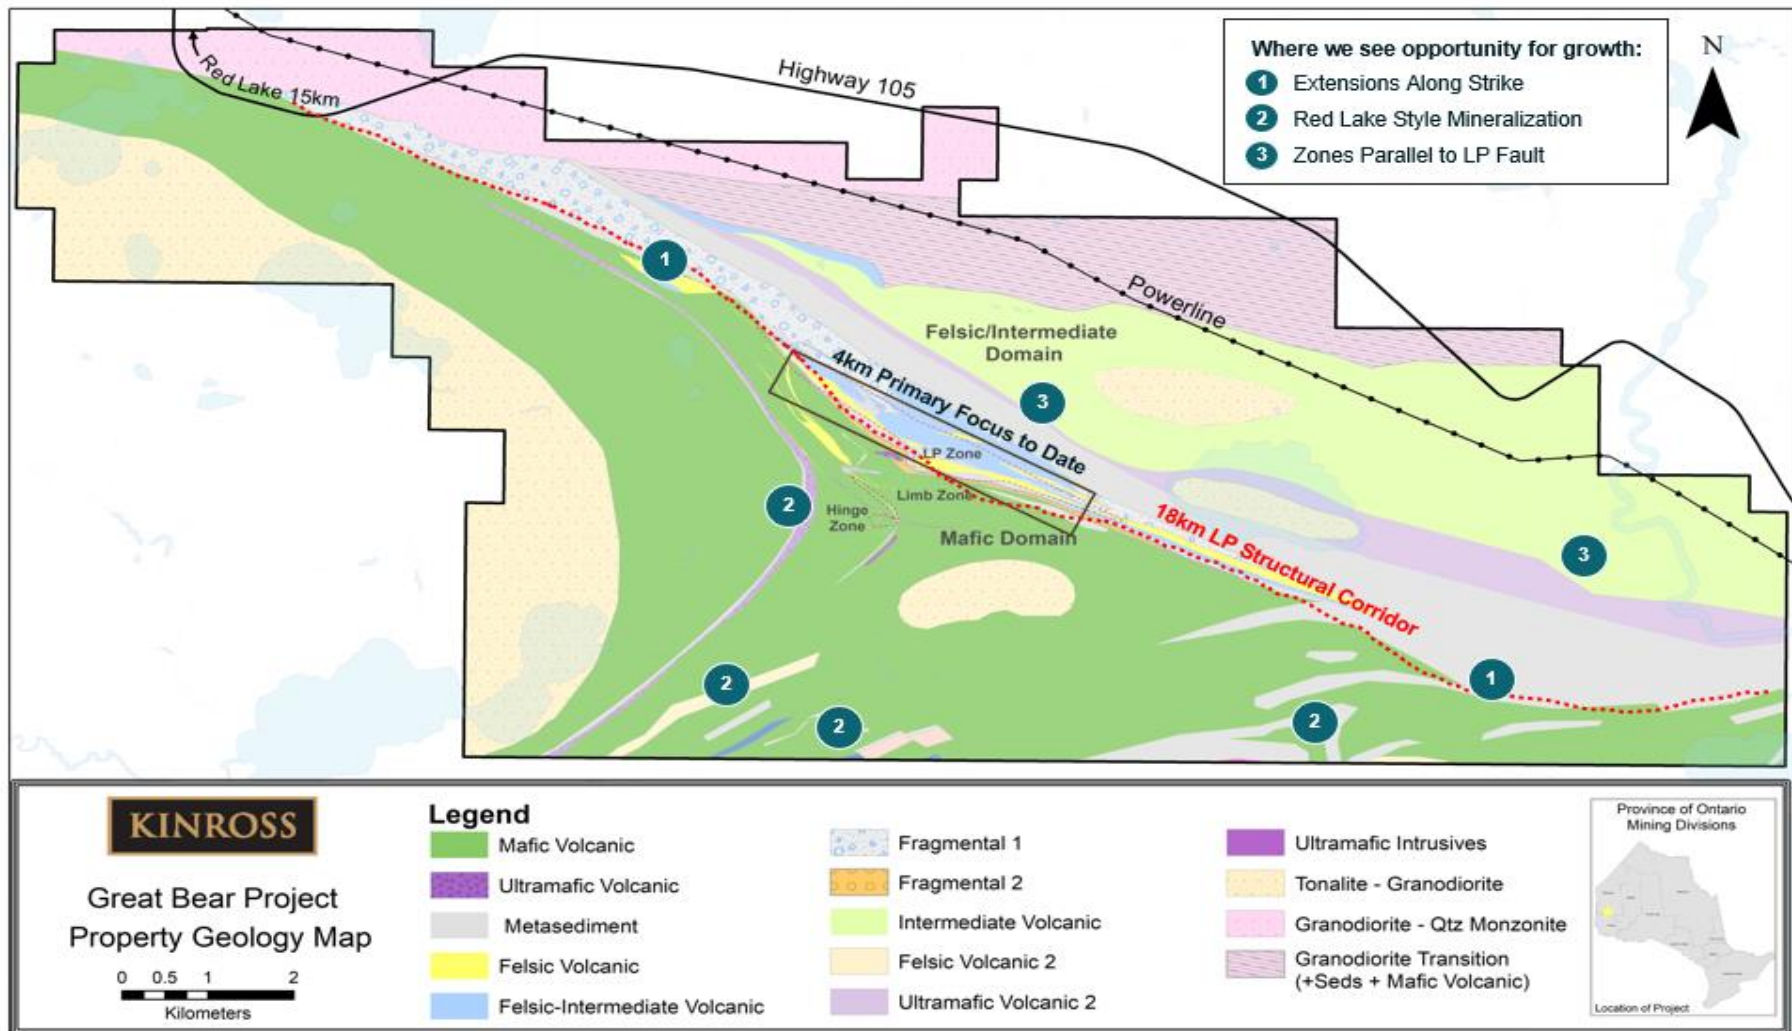 Where we see opportunity for growth:
1 Extensions Along Strike
2 Red Lake Style Mineralization
3 Zones Parallel to LP Fault
N
Red Lake 15km
Highway 105
Powerline
1
Felsic/Intermediate
Domain
3
4km Primary Focus to Date
LP Zone
Limb Zone
Hinge
Zone
2
Mafic Domain
18km LP Structural Corridor
3
2
2
2
1
KINROSS
Great Bear Project
Property Geology Map
0 0.5 1 2
Kilometers
Legend
Mafic Volcanic
Ultramafic Volcanic
Metasediment
Felsic Volcanic
Felsic-Intermediate Volcanic
Fragmental 1
Fragmental 2
Intermediate Volcanic
Felsic Volcanic 2
Ultramafic Volcanic 2
Ultramafic Intrusives
Tonalite - Granodiorite
Granodiorite - Qtz Monzonite
Granodiorite Transition
(+Seds + Mafic Volcanic)
Province of Ontario
Mining Divisions
Location of Project